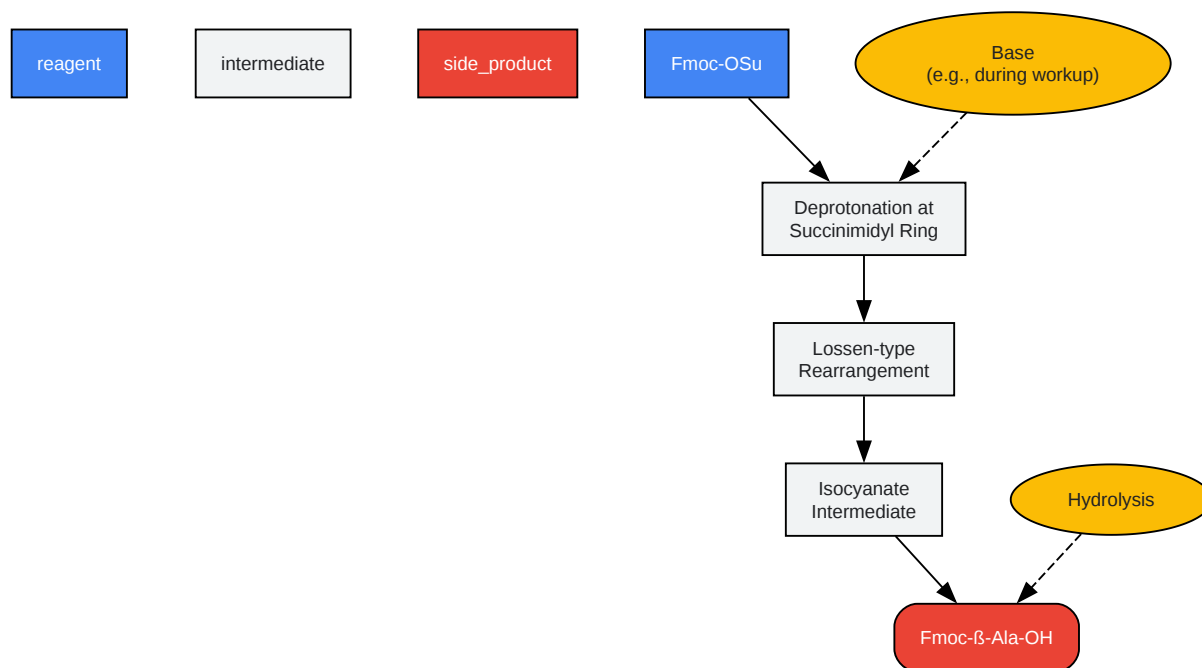 reagent
intermediate
side_product
Fmoc-OSu
Base
(e.g., during workup)
Deprotonation at
Succinimidyl Ring
Lossen-type
Rearrangement
Isocyanate
Intermediate
Hydrolysis
Fmoc-ß-Ala-OH